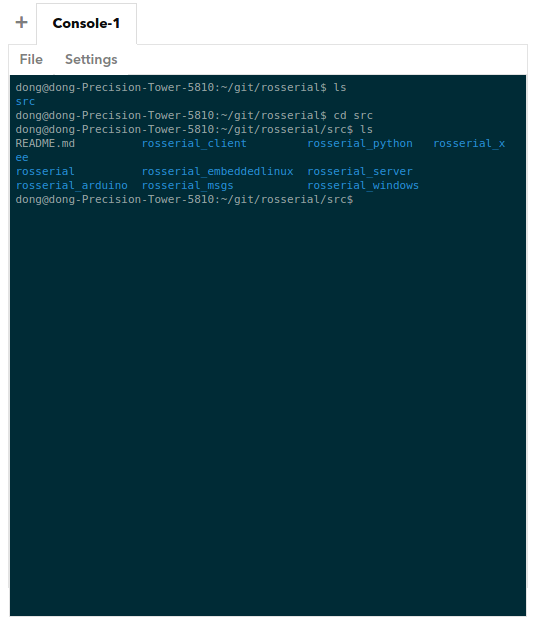 + Console-1
File Settings
dong@dong-Precision-Tower-5810:~/git/rosserial$ ls
src
dong@dong-Precision-Tower-5810:~/git/rosserial$ cd src
dong@dong-Precision-Tower-5810:~/git/rosserial/src$ ls
README.md rosserial_client rosserial_python rosserial_x
ee
rosserial rosserial_embeddedlinux rosserial_server
rosserial_arduino rosserial_msgs rosserial_windows
dong@dong-Precision-Tower-5810:~/git/rosserial/src$